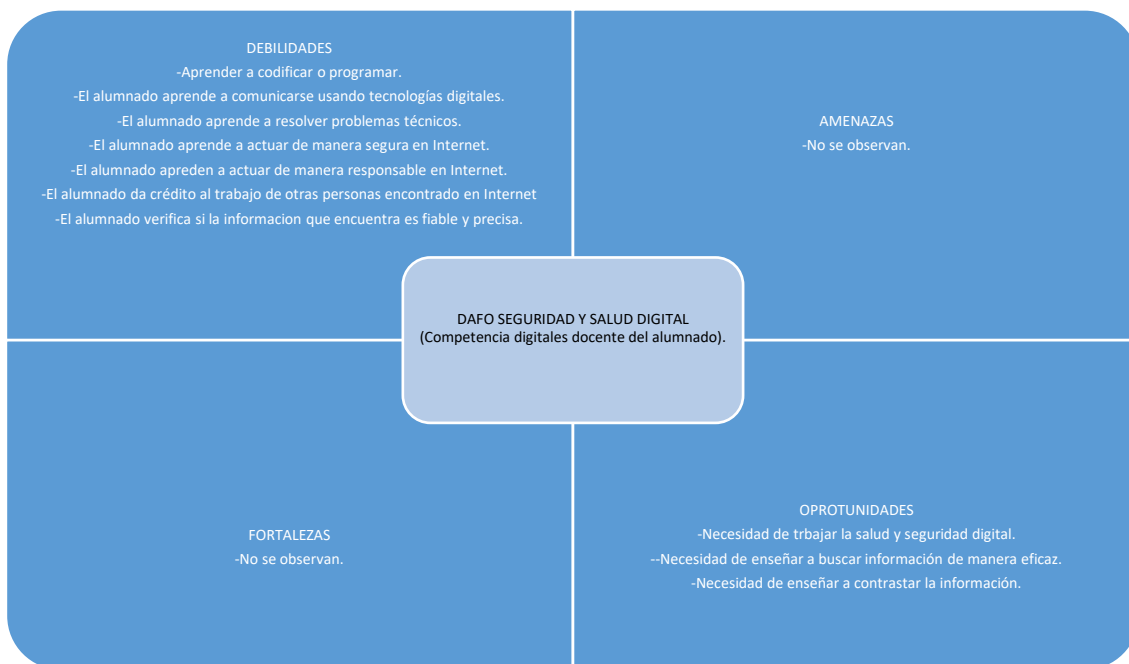 DEBILIDADES
-Aprender a codificar o programar.
-El alumnado aprende a comunicarse usando tecnologías digitales.
-El alumnado aprende a resolver problemas técnicos.
-El alumnado aprende a actuar de manera segura en Internet.
-El alumnado apreden a actuar de manera responsable en Internet.
-El alumnado da crédito al trabajo de otras personas encontrado en Internet
-El alumnado verifica si la informacion que encuentra es fiable y precisa.
AMENAZAS
-No se observan.
DAFO SEGURIDAD Y SALUD DIGITAL
(Competencia digitales docente del alumnado).
FORTALEZAS
-No se observan.
OPROTUNIDADES
-Necesidad de trbajar la salud y seguridad digital.
--Necesidad de enseñar a buscar información de manera eficaz.
-Necesidad de enseñar a contrastar la información.